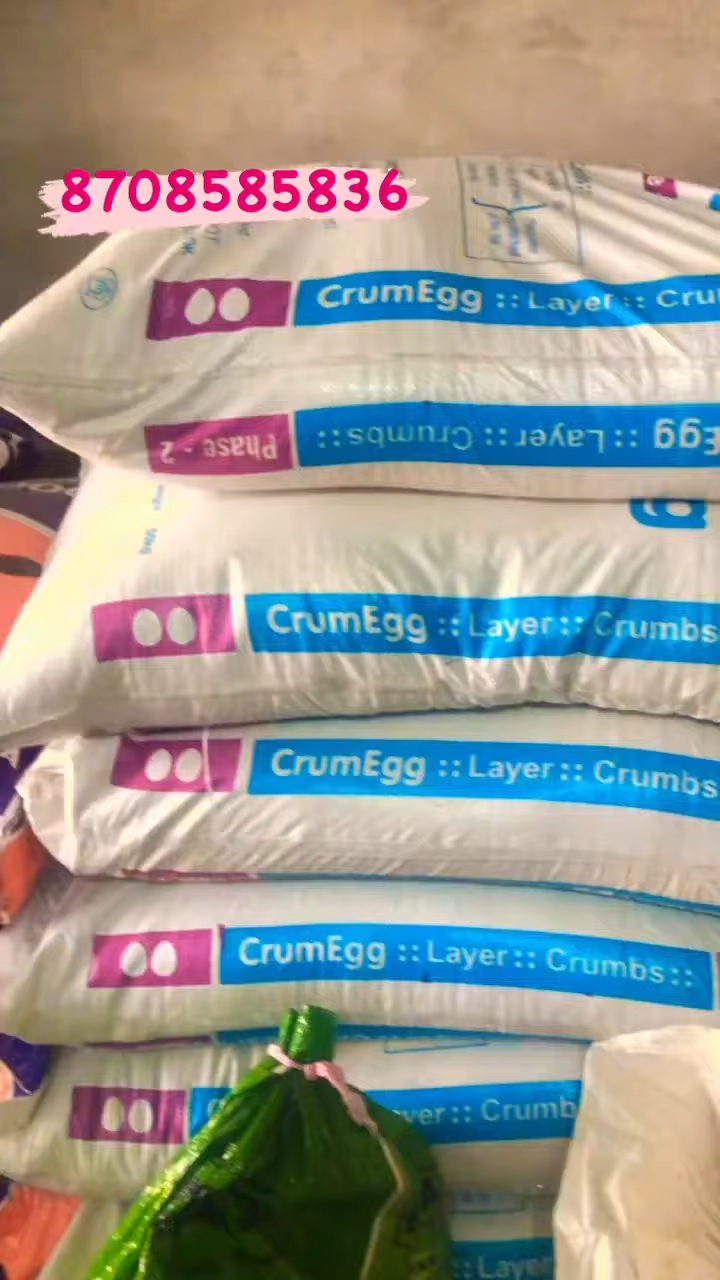 8708585836
CrumEgg :: Layer :: Cru
Phase - 2 :: Crumbs :: Layer :: Egg
CrumEgg :: Layer :: Crumbs
CrumEgg :: Layer :: Crumbs
CrumEgg :: Layer :: Crumbs ::
:: Crumb
:: Layer